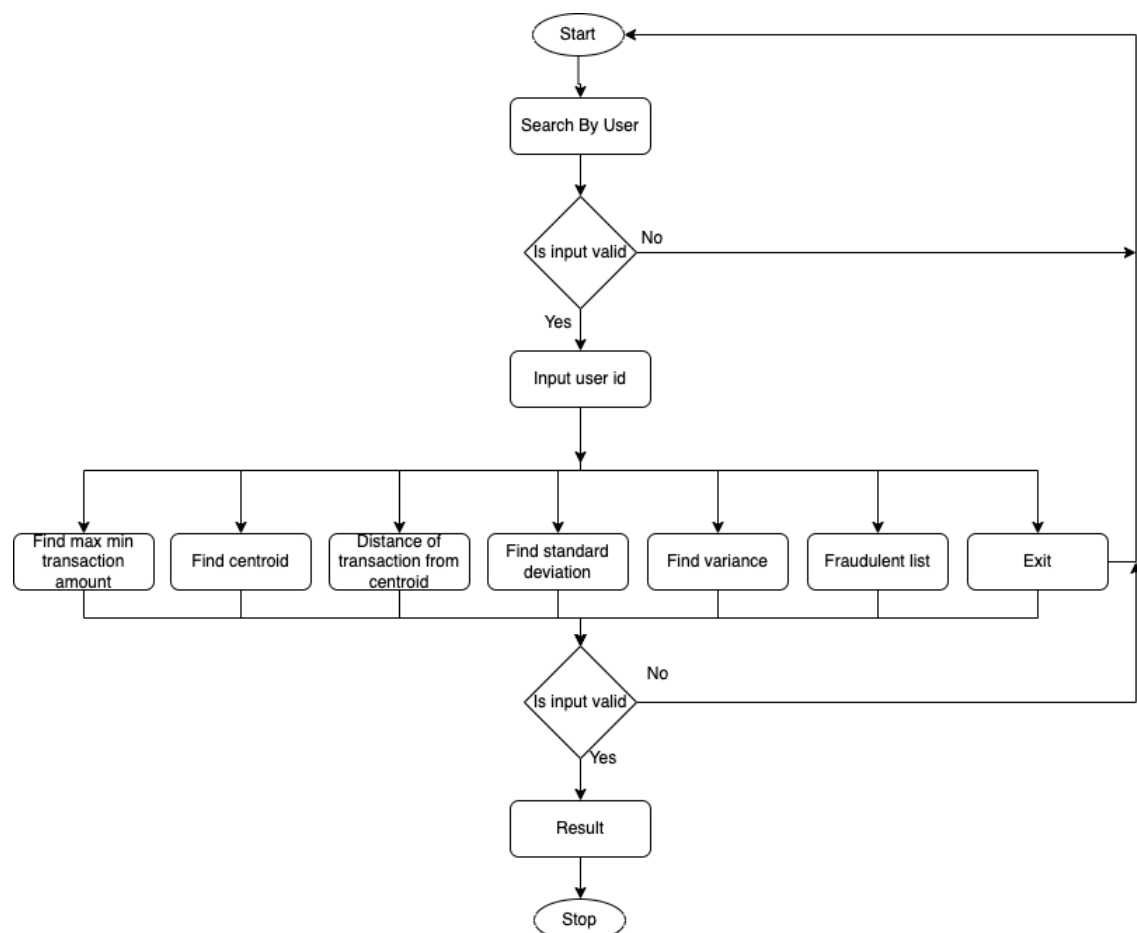 Start
Search By User
Is input valid
No
Yes
Input user id
Find max min
transaction
amount
Find centroid
Distance of
transaction from
centroid
Find standard
deviation
Find variance
Fraudulent list
Exit
Is input valid
No
Yes
Result
Stop